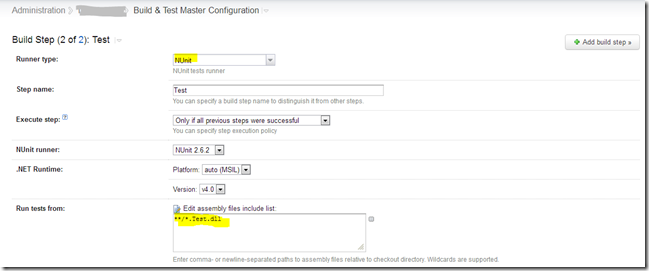 Administration Build & Test Master Configuration
Build Step (2 of 2): Test
Add build step »
Runner type: NUnit
NUnit tests runner
Step name: Test
You can specify a build step name to distinguish it from other steps.
Execute step: ? Only if all previous steps were successful
You can specify step execution policy
NUnit runner: NUnit 2.6.2
.NET Runtime: Platform: auto (MSIL)
Version: v4.0
Run tests from: Edit assembly files include list:
**/*.Test.dll
Enter comma- or newline-separated paths to assembly files relative to checkout directory. Wildcards are supported.